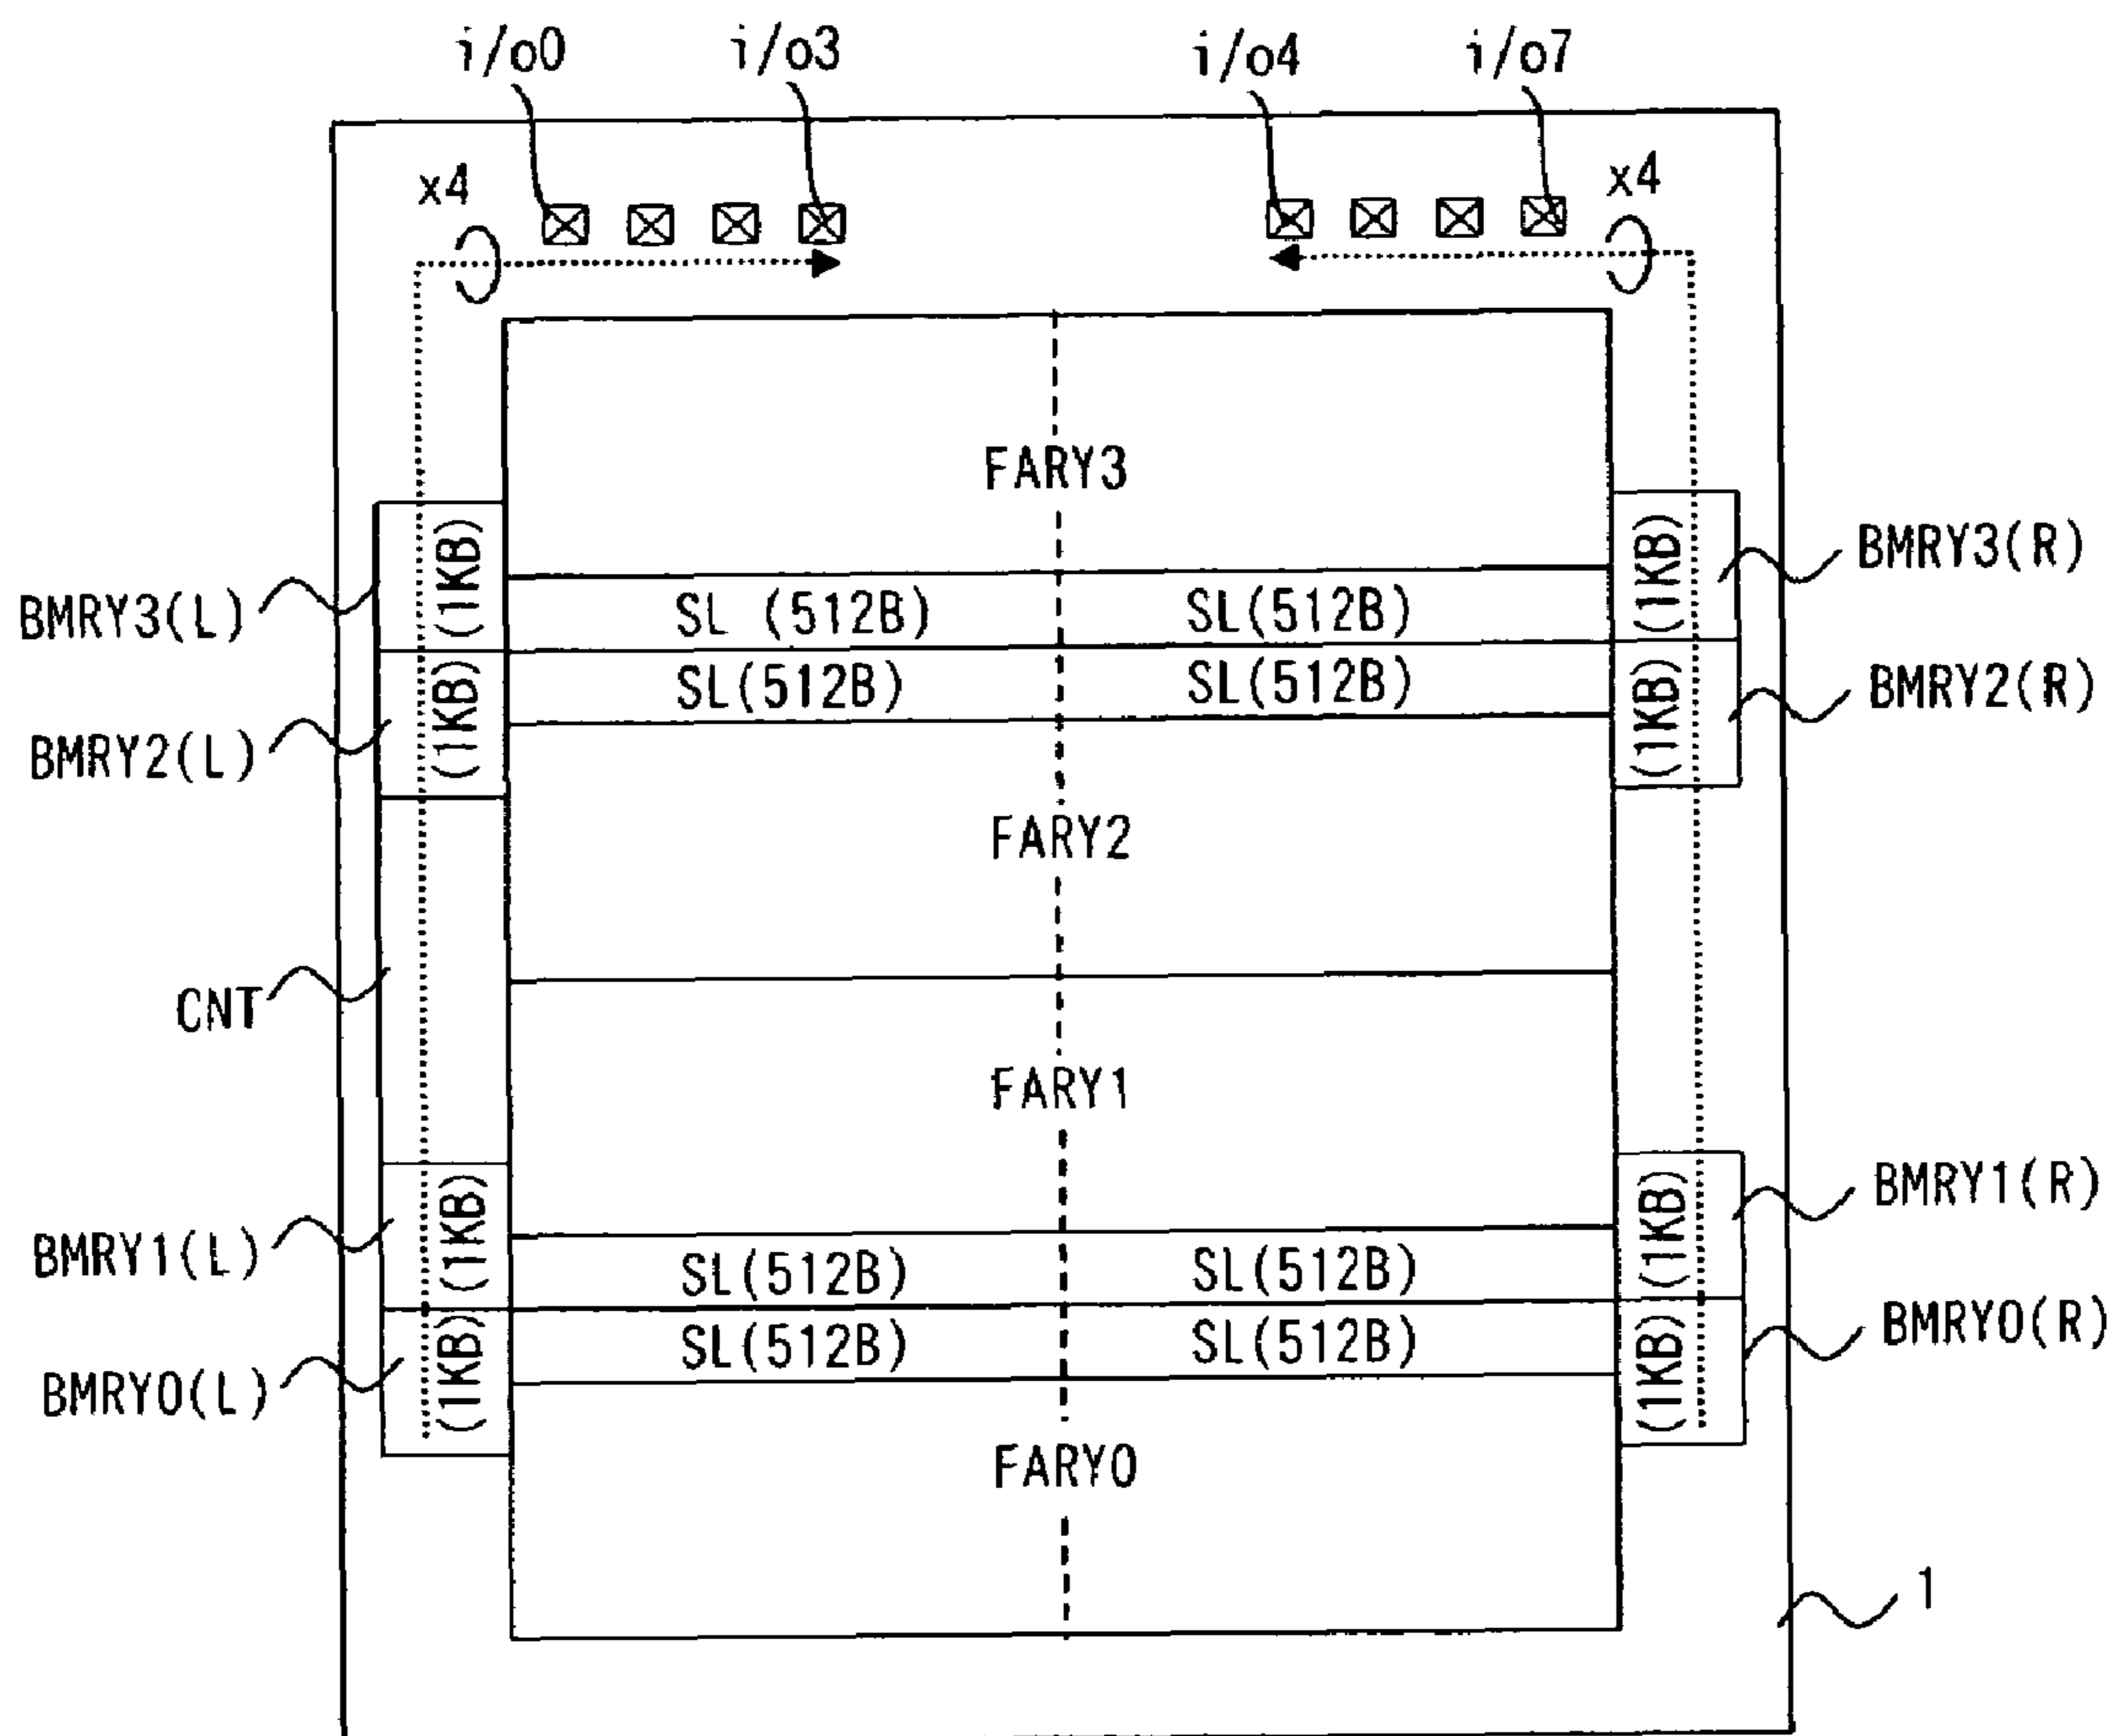 i/o0 i/o3 i/o4 i/o7
x4 x4
FARY3
BMRY3(L) (1KB) SL (512B) SL(512B) (1KB) BMRY3(R)
BMRY2(L) (1KB) SL(512B) SL(512B) (1KB) BMRY2(R)
FARY2
CNT
FARY1
BMRY1(L) (1KB) SL(512B) SL(512B) (1KB) BMRY1(R)
BMRY0(L) (1KB) SL(512B) SL(512B) (1KB) BMRY0(R)
FARY0
1